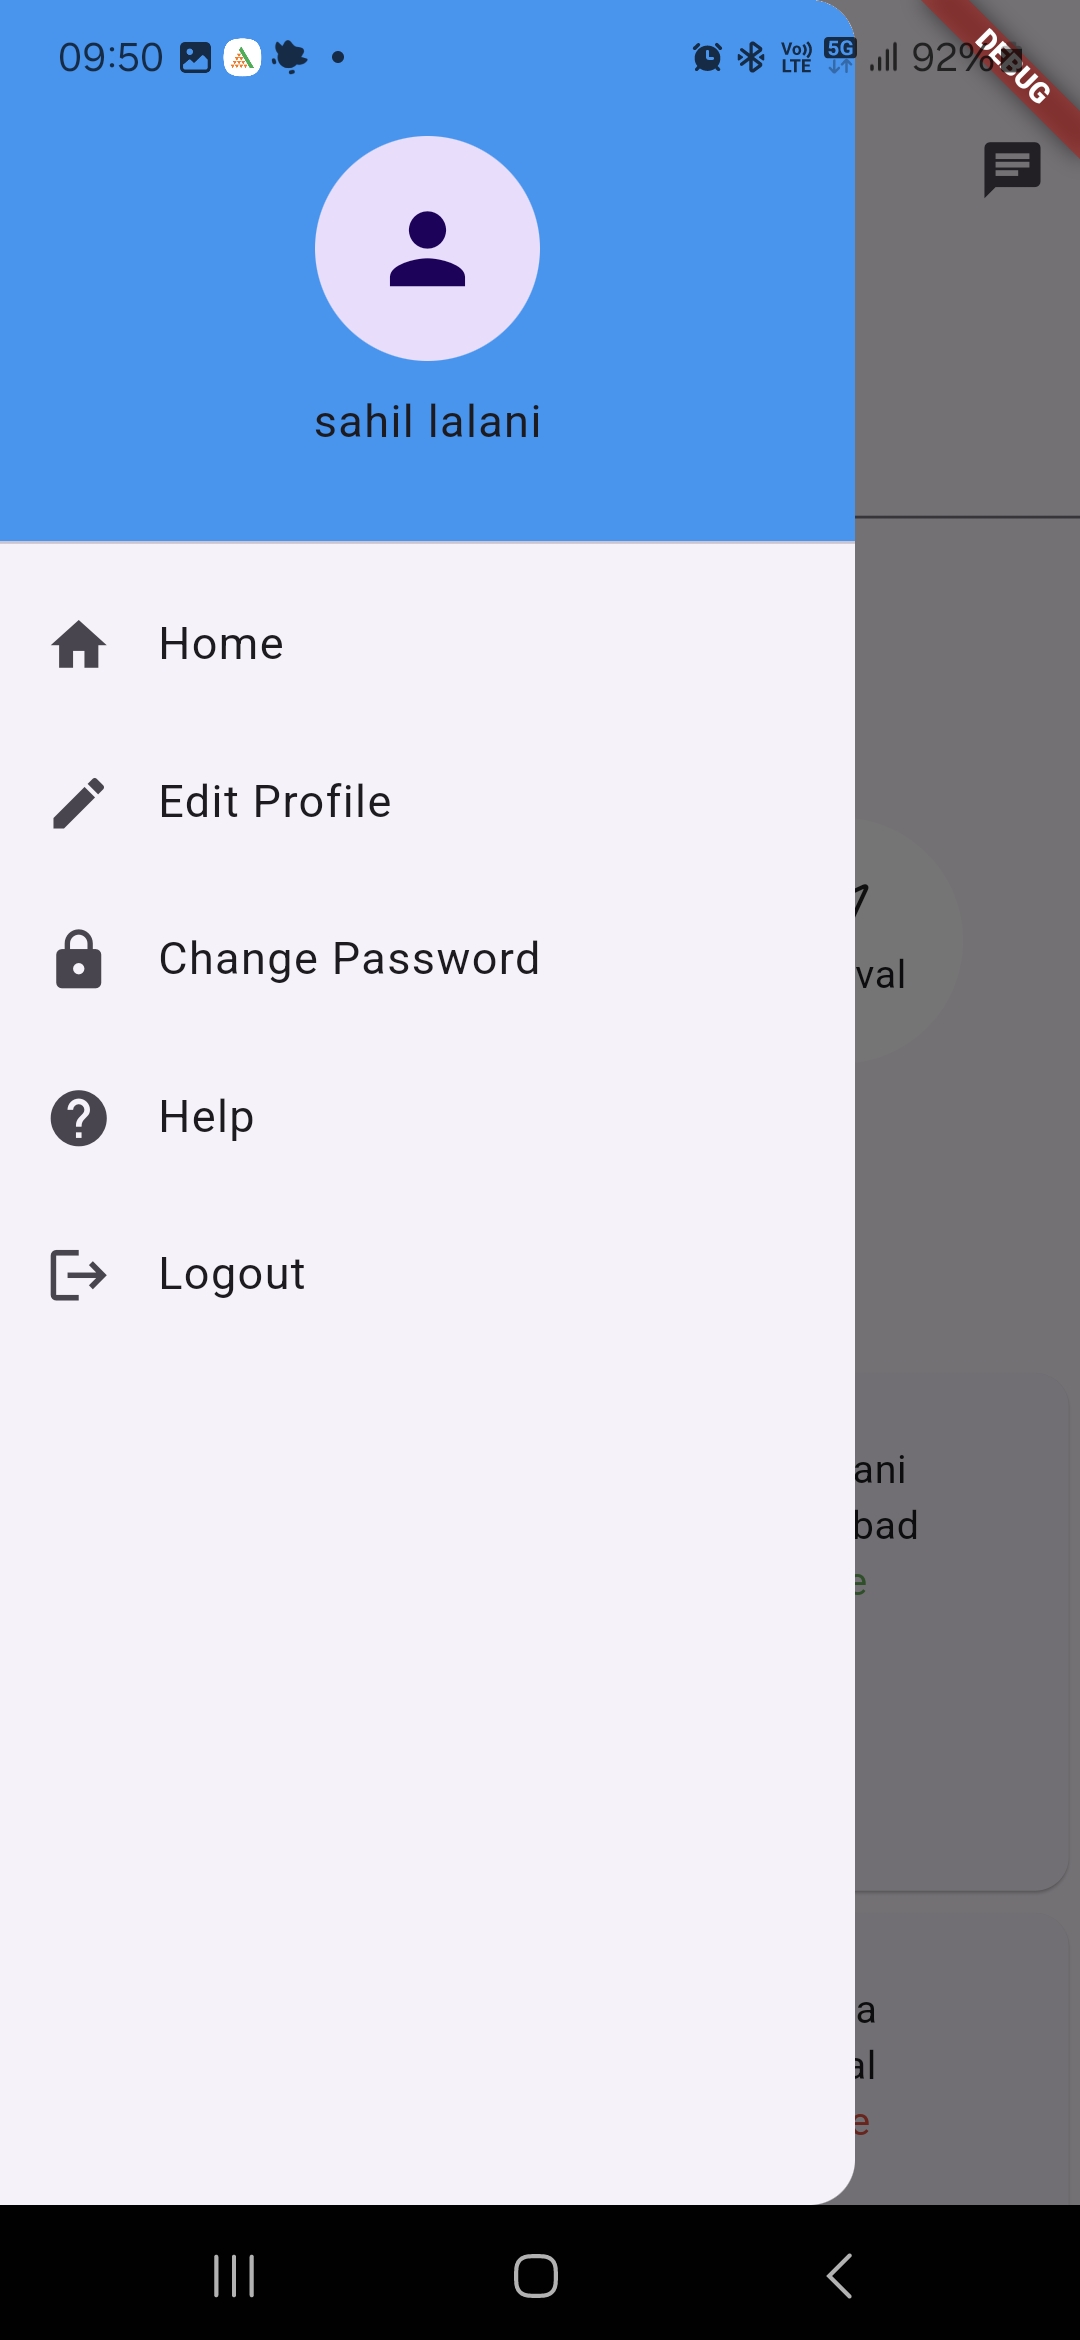 09:50
Vo)) LTE 5G 92%
DEBUG
sahil lalani
Home
Edit Profile
Change Password
val
Help
Logout
ani
bad
e
a
al
e